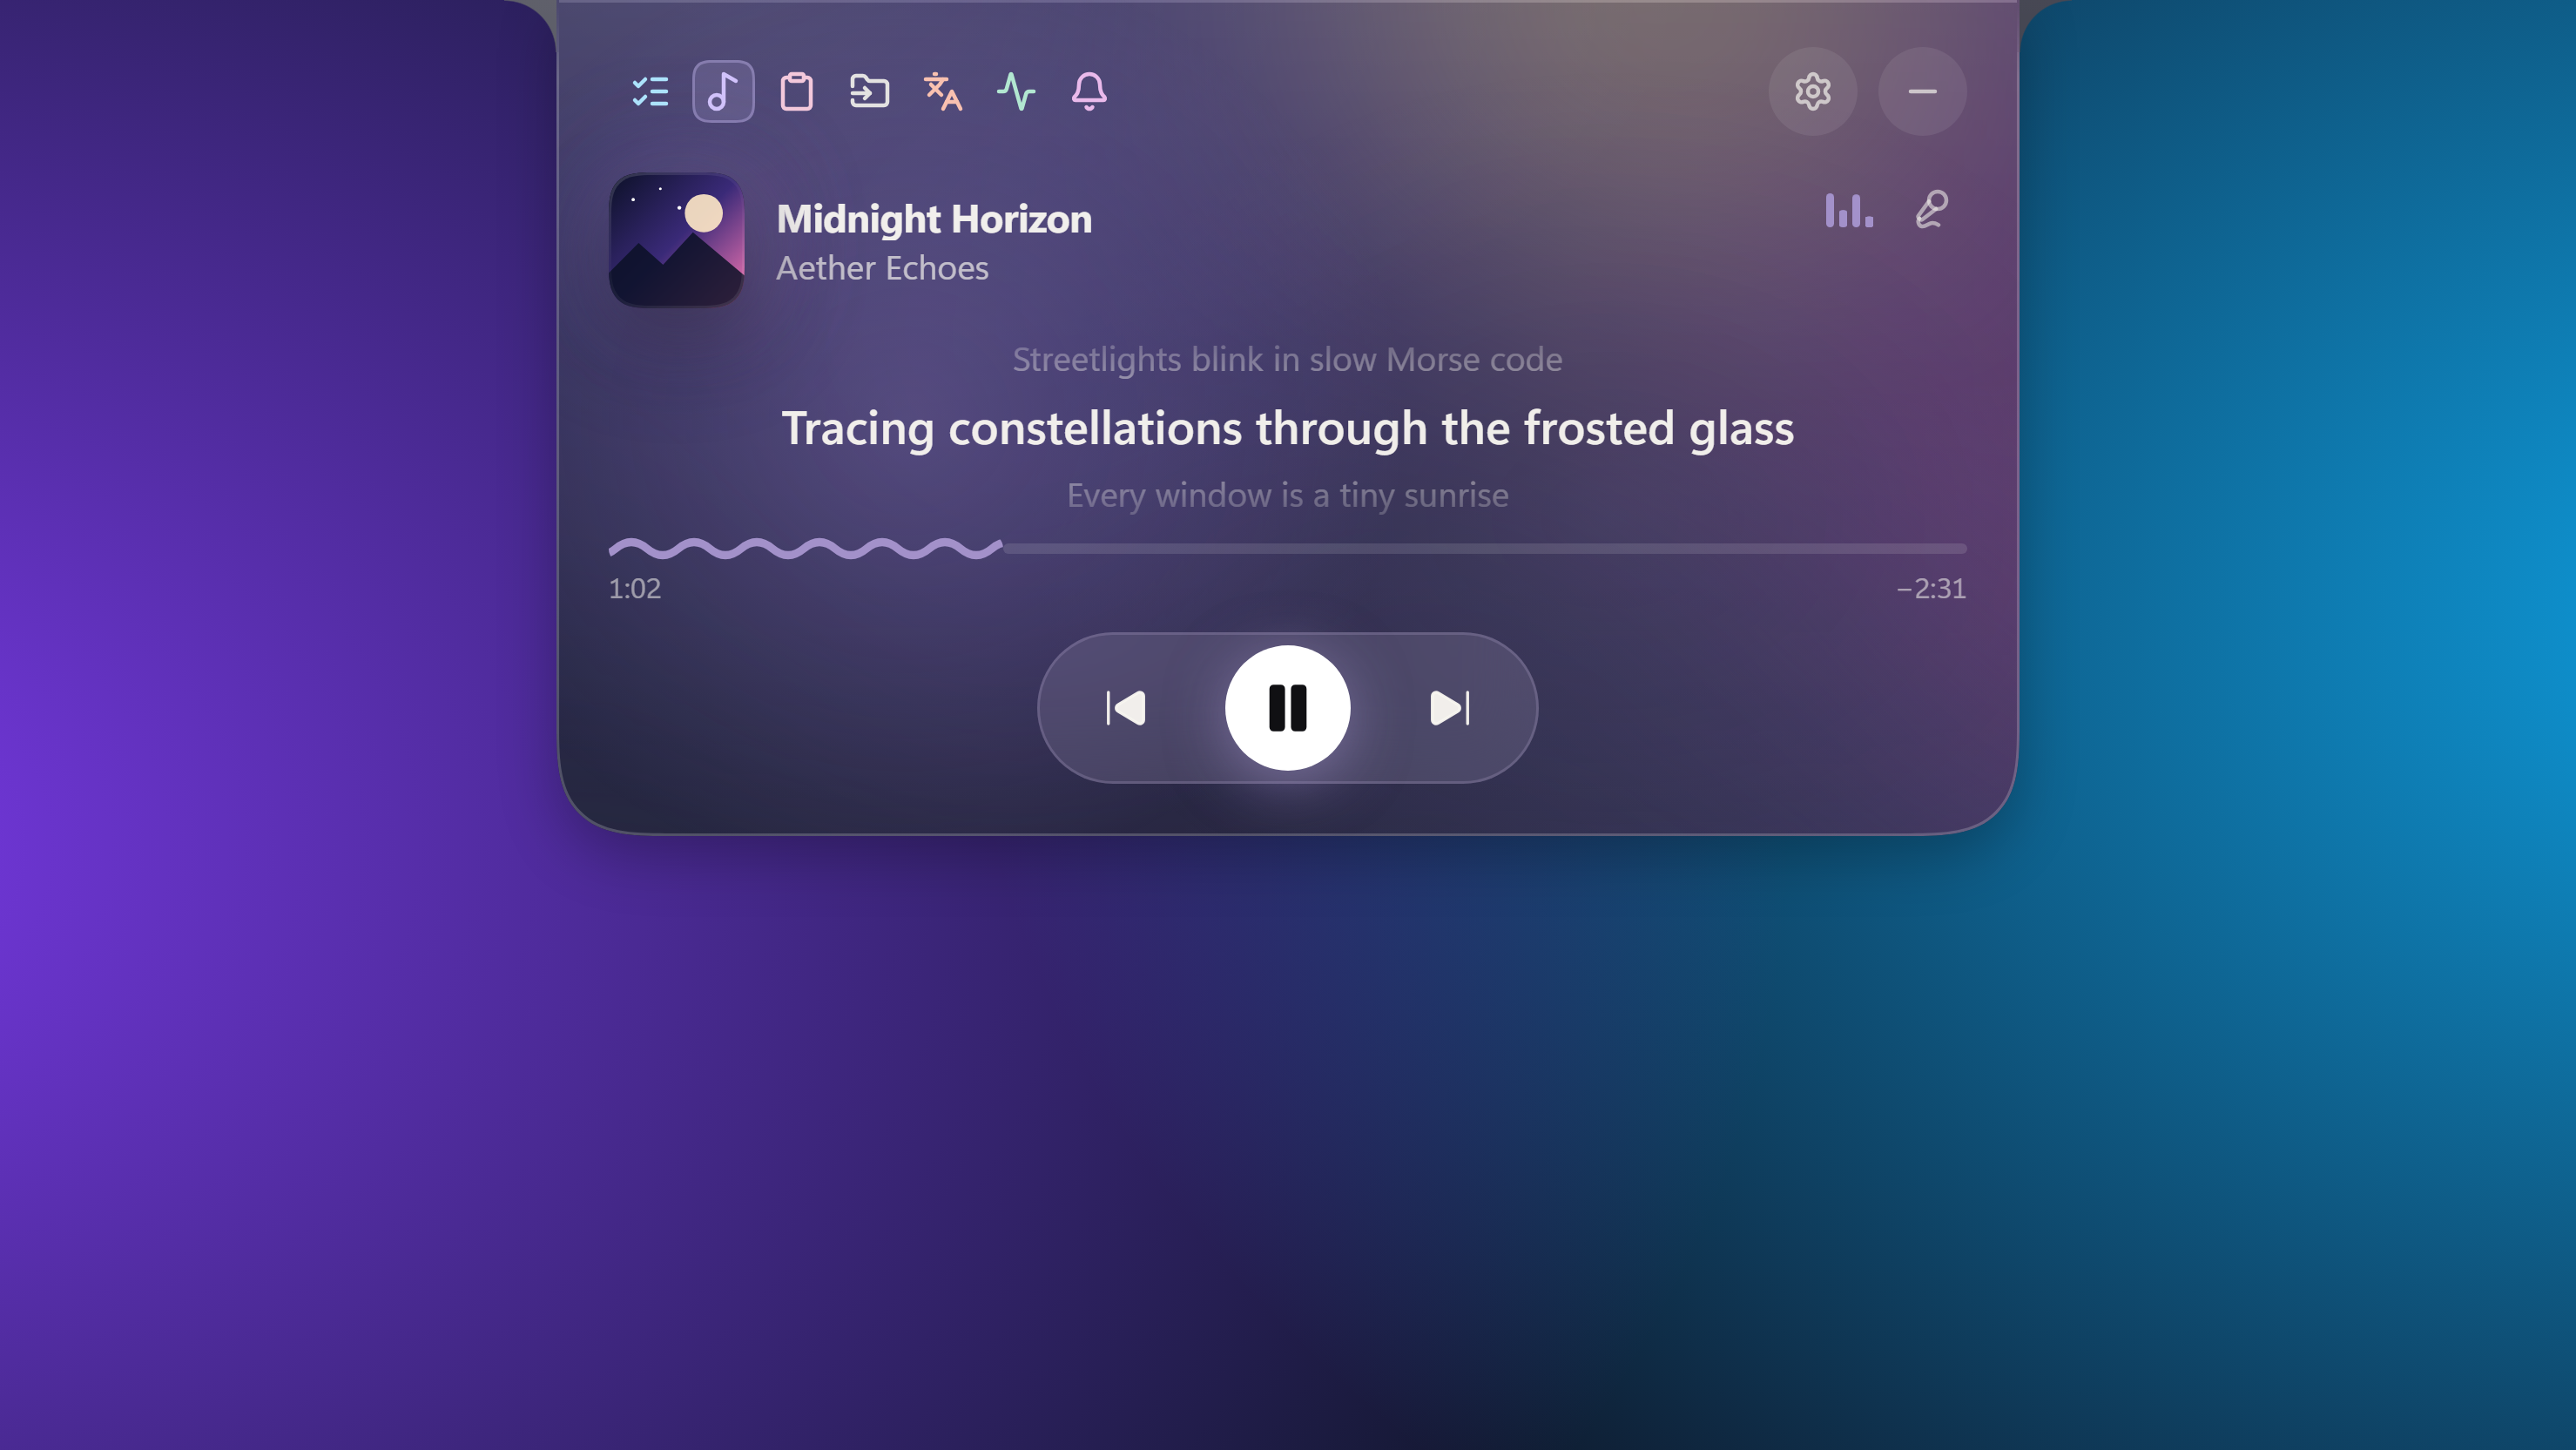 Midnight Horizon
Aether Echoes
Streetlights blink in slow Morse code
Tracing constellations through the frosted glass
Every window is a tiny sunrise
1:02
−2:31